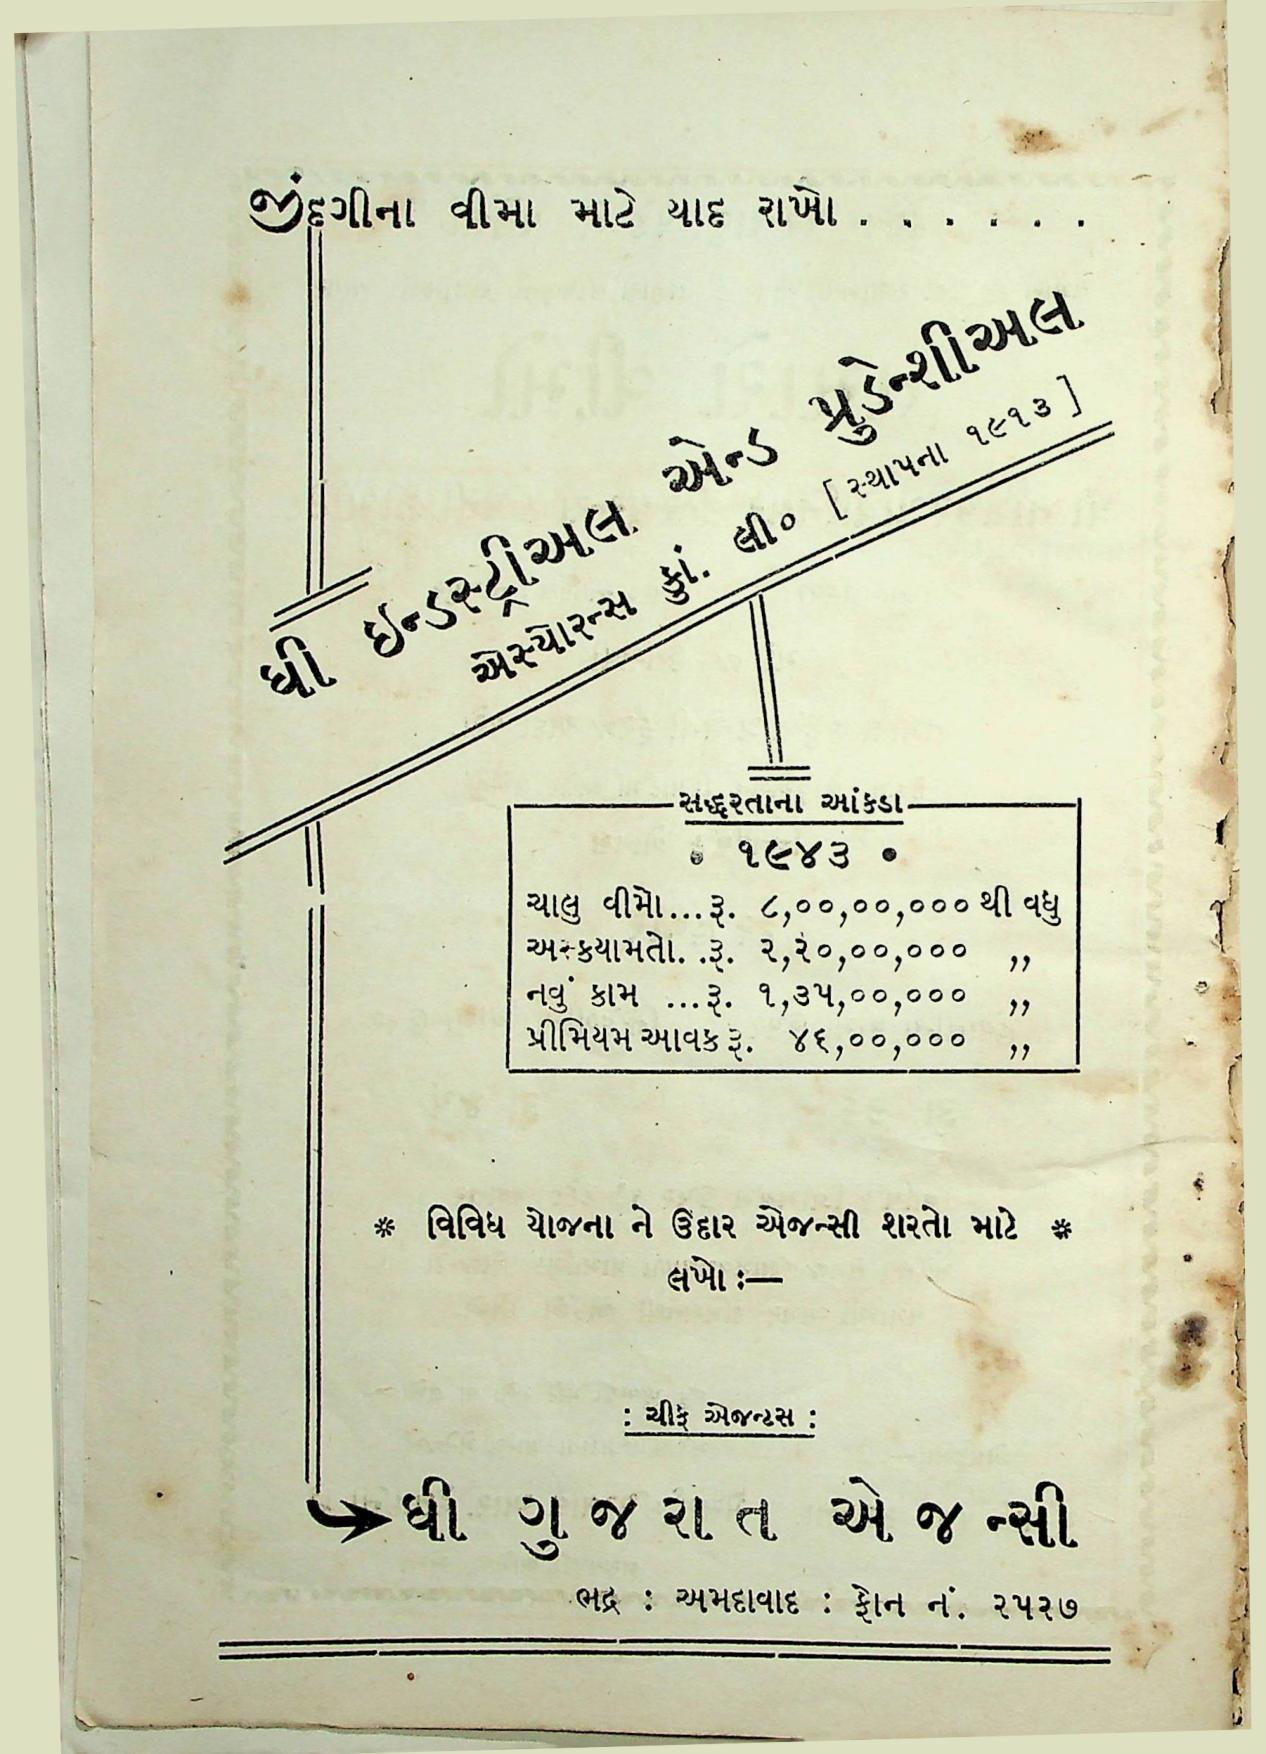 જીંદગીના વીમા માટે યાદ રાખો . . . . . .
ધી ઇન્ડસ્ટ્રીઅલ એન્ડ પ્રુડેન્શીઅલ
એસ્યોરન્સ કુાં. લી૦ [ સ્થાપના ૧૯૧૩ ]
સદ્ધરતાના આંકડા
• ૧૯૪૩ •
ચાલુ વીમો...રૂ. ૮,૦૦,૦૦,૦૦૦ થી વધુ
અસ્કયામતો. .રૂ. ૨,૨૦,૦૦,૦૦૦ ,,
નવું કામ ...રૂ. ૧,૩૫,૦૦,૦૦૦ ,,
પ્રીમિયમ આવક રૂ. ૪૬,૦૦,૦૦૦ ,,
* વિવિધ યોજના ને ઉદાર એજન્સી શરતો માટે *
લખો :—
: ચીફ એજન્ટસ :
ધી ગુજરાત એજન્સી
ભદ્ર : અમદાવાદ : ફોન નં. ૨૫૨૭